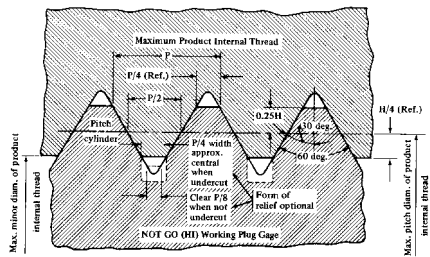 Maximum Product Internal Thread
P
P/4 (Ref.)
P/2
0.25H
H/4 (Ref.)
30 deg.
60 deg.
Pitch
cylinder
P/4 width
approx.
central
when
undercut
Clear P/8
when not
undercut
Form of
relief optional
NOT GO (HI) Working Plug Gage
Max. minor diam. of product
internal thread
Max. pitch diam. of product
internal thread